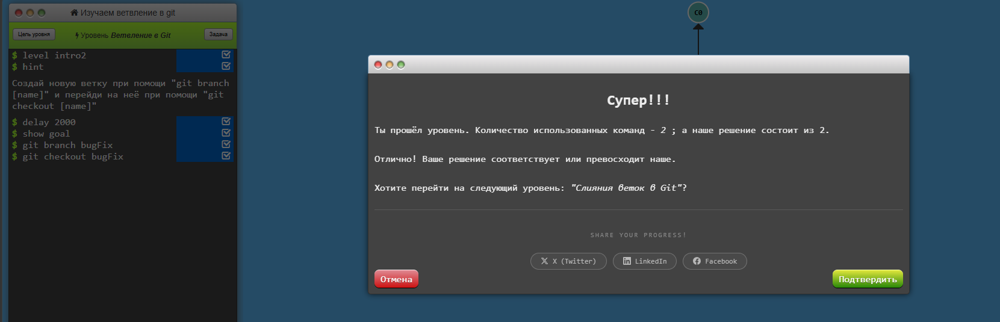 Изучаем ветвление в git
Цель уровня
Уровень Ветвление в Git
Задача
$ level intro2
$ hint
Создай новую ветку при помощи "git branch
[name]" и перейди на неё при помощи "git
checkout [name]"
$ delay 2000
$ show goal
$ git branch bugFix
$ git checkout bugFix
C0
Супер!!!
Ты прошёл уровень. Количество использованных команд - 2 ; а наше решение состоит из 2.
Отлично! Ваше решение соответствует или превосходит наше.
Хотите перейти на следующий уровень: "Слияния веток в Git"?
SHARE YOUR PROGRESS!
X (Twitter)
LinkedIn
Facebook
Отмена
Подтвердить